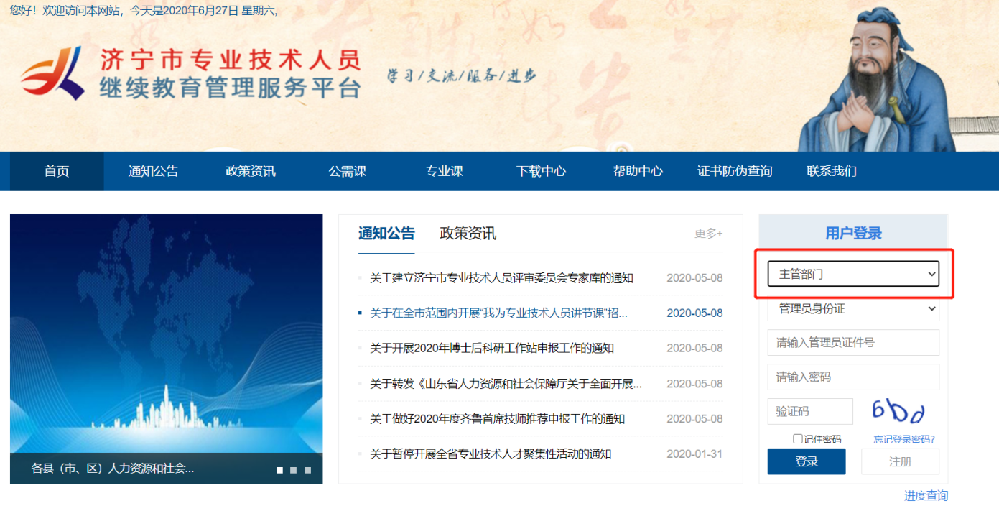 您好！欢迎访问本网站，今天是2020年6月27日 星期六,
济宁市专业技术人员
继续教育管理服务平台
学习/交流/服务/进步
首页 通知公告 政策资讯 公需课 专业课 下载中心 帮助中心 证书防伪查询 联系我们
各县（市、区）人力资源和社会...
通知公告 政策资讯 更多+
关于建立济宁市专业技术人员评审委员会专家库的通知 2020-05-08
关于在全市范围内开展“我为专业技术人员讲节课”招... 2020-05-08
关于开展2020年博士后科研工作站申报工作的通知 2020-05-08
关于转发《山东省人力资源和社会保障厅关于全面开展... 2020-05-08
关于做好2020年度齐鲁首席技师推荐申报工作的通知 2020-05-08
关于暂停开展全省专业技术人才聚集性活动的通知 2020-01-31
用户登录
主管部门
管理员身份证
请输入管理员证件号
请输入密码
验证码 6bd
记住密码 忘记登录密码?
登录 注册
进度查询